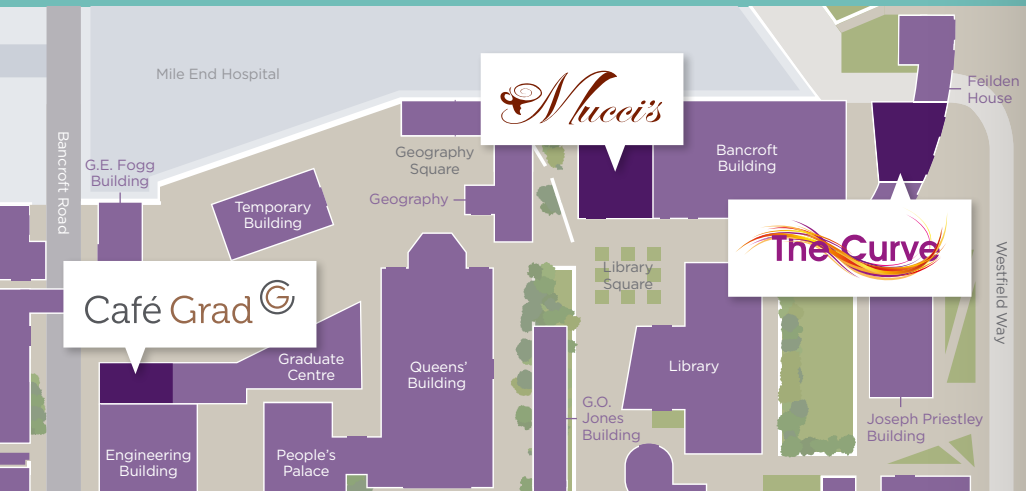 Mile End Hospital
Mucci's
Feilden
House
Bancroft Road
G.E. Fogg
Building
Geography
Square
Bancroft
Building
Geography
Temporary
Building
The Curve
Westfield Way
Library
Square
Café Grad G
Graduate
Centre
Queens'
Building
Library
G.O.
Jones
Building
Joseph Priestley
Building
Engineering
Building
People's
Palace